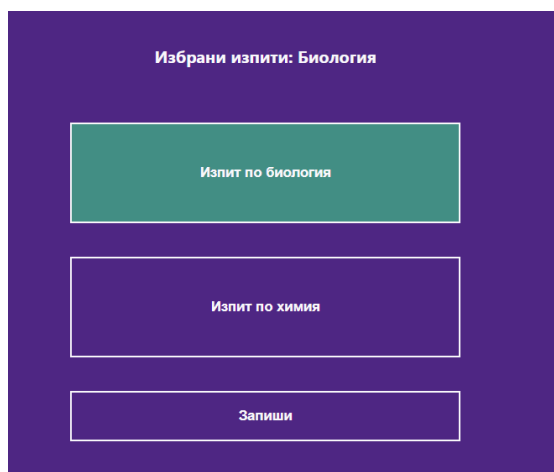 Избрани изпити: Биология
Изпит по биология
Изпит по химия
Запиши